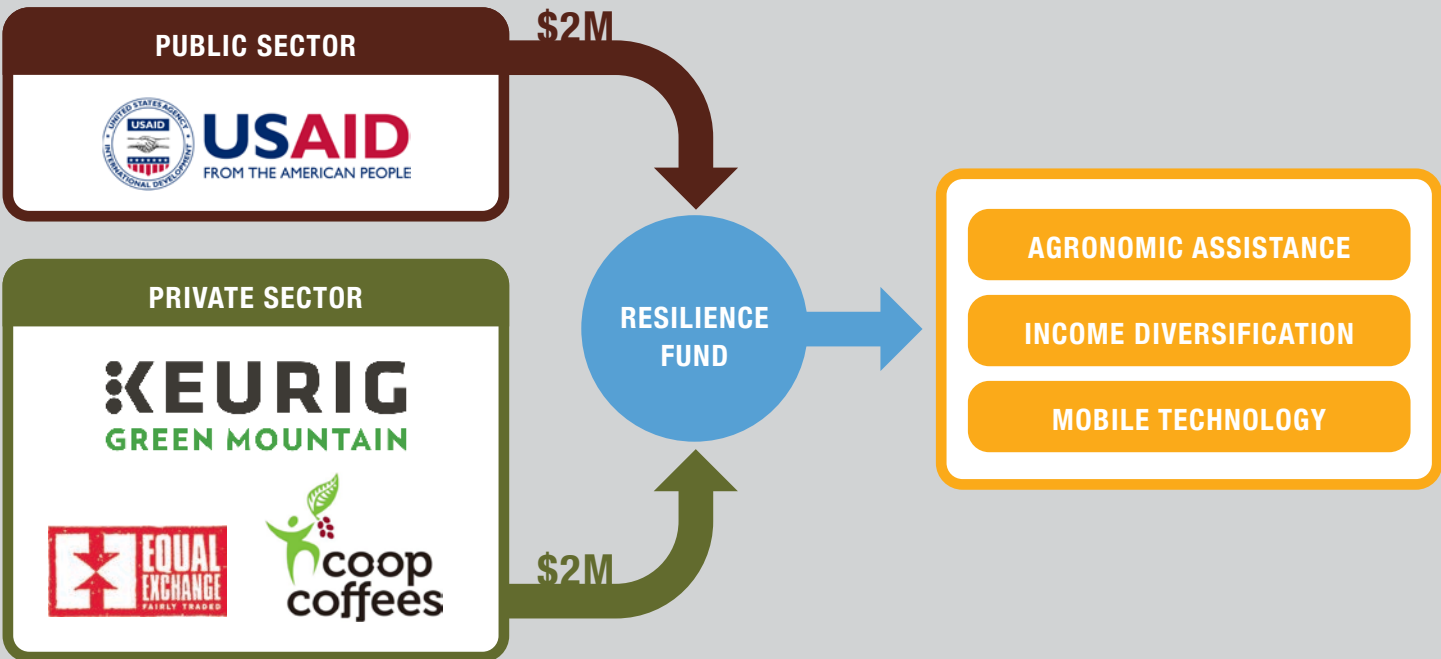 PUBLIC SECTOR
$2M
UNITED STATES AGENCY
USAID
INTERNATIONAL DEVELOPMENT
USAID
FROM THE AMERICAN PEOPLE
PRIVATE SECTOR
KEURIG
GREEN MOUNTAIN
EQUAL
EXCHANGE
FAIRLY TRADED
coop
coffees
$2M
RESILIENCE
FUND
AGRONOMIC ASSISTANCE
INCOME DIVERSIFICATION
MOBILE TECHNOLOGY